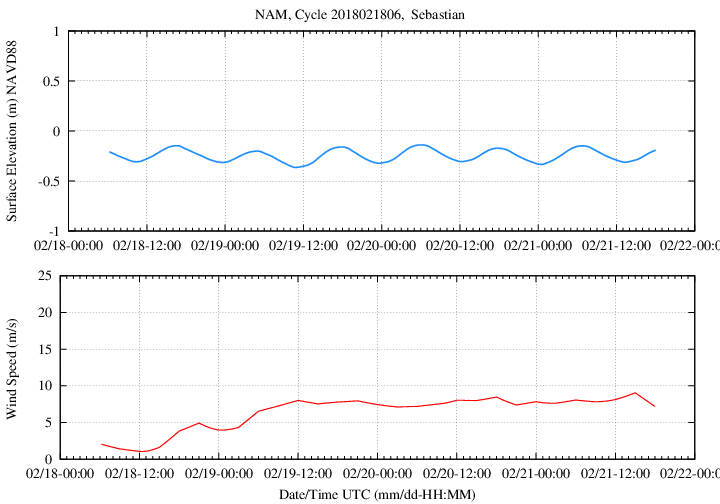 NAM, Cycle 2018021806,  Sebastian
Surface Elevation (m) NAVD88
1
0.5
0
-0.5
-1
02/18-00:00 02/18-12:00 02/19-00:00 02/19-12:00 02/20-00:00 02/20-12:00 02/21-00:00 02/21-12:00 02/22-00:0
Wind Speed (m/s)
25
20
15
10
5
0
02/18-00:00 02/18-12:00 02/19-00:00 02/19-12:00 02/20-00:00 02/20-12:00 02/21-00:00 02/21-12:00 02/22-00:0
Date/Time UTC (mm/dd-HH:MM)